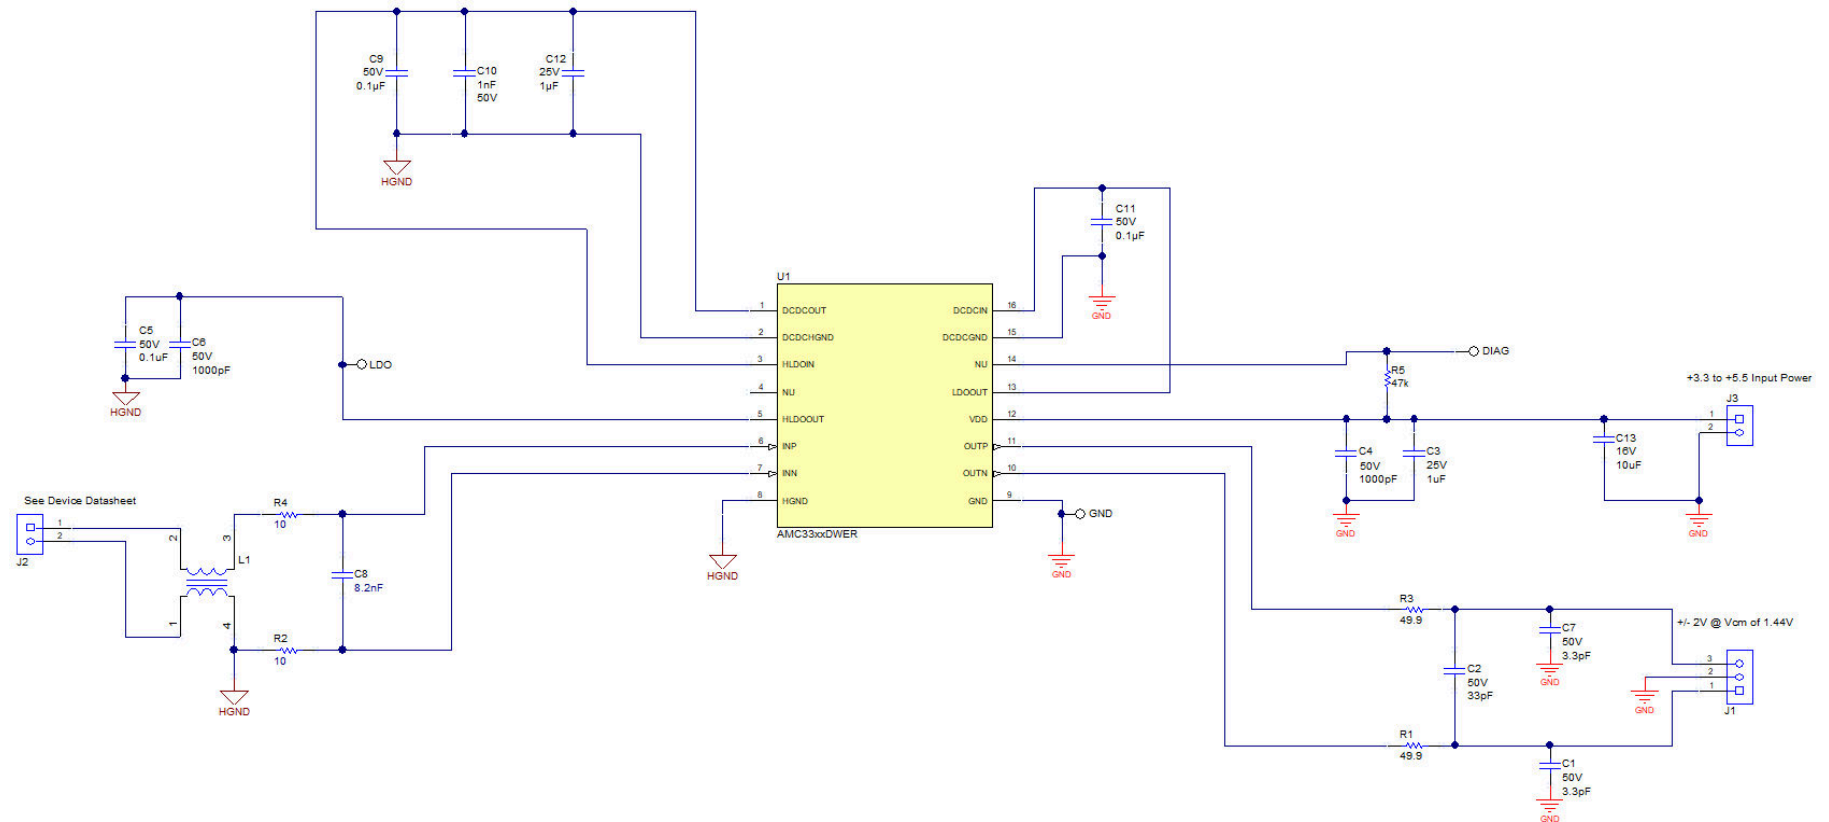 C9
50V
0.1µF
C10
1nF
50V
C12
25V
1µF
HGND
C11
50V
0.1µF
GND
C5
50V
0.1uF
C6
50V
1000pF
HGND
LDO
U1
1 DCDCOUT
2 DCDCHGND
3 HLDOIN
4 NU
5 HLDOOUT
6 INP
7 INN
8 HGND
DCDCIN 16
DCDCGND 15
NU 14
LDOOUT 13
VDD 12
OUTP 11
OUTN 10
GND 9
AMC33xxDWER
HGND
GND
GND
DIAG
R5
47k
+3.3 to +5.5 Input Power
J3
1
2
C4
50V
1000pF
C3
25V
1uF
GND
C13
16V
10uF
GND
See Device Datasheet
1
2
J2
2
3
L1
1
4
R4
10
C8
8.2nF
R2
10
HGND
R3
49.9
C7
50V
3.3pF
GND
C2
50V
33pF
+/- 2V @ Vcm of 1.44V
3
2
1
GND
J1
R1
49.9
C1
50V
3.3pF
GND